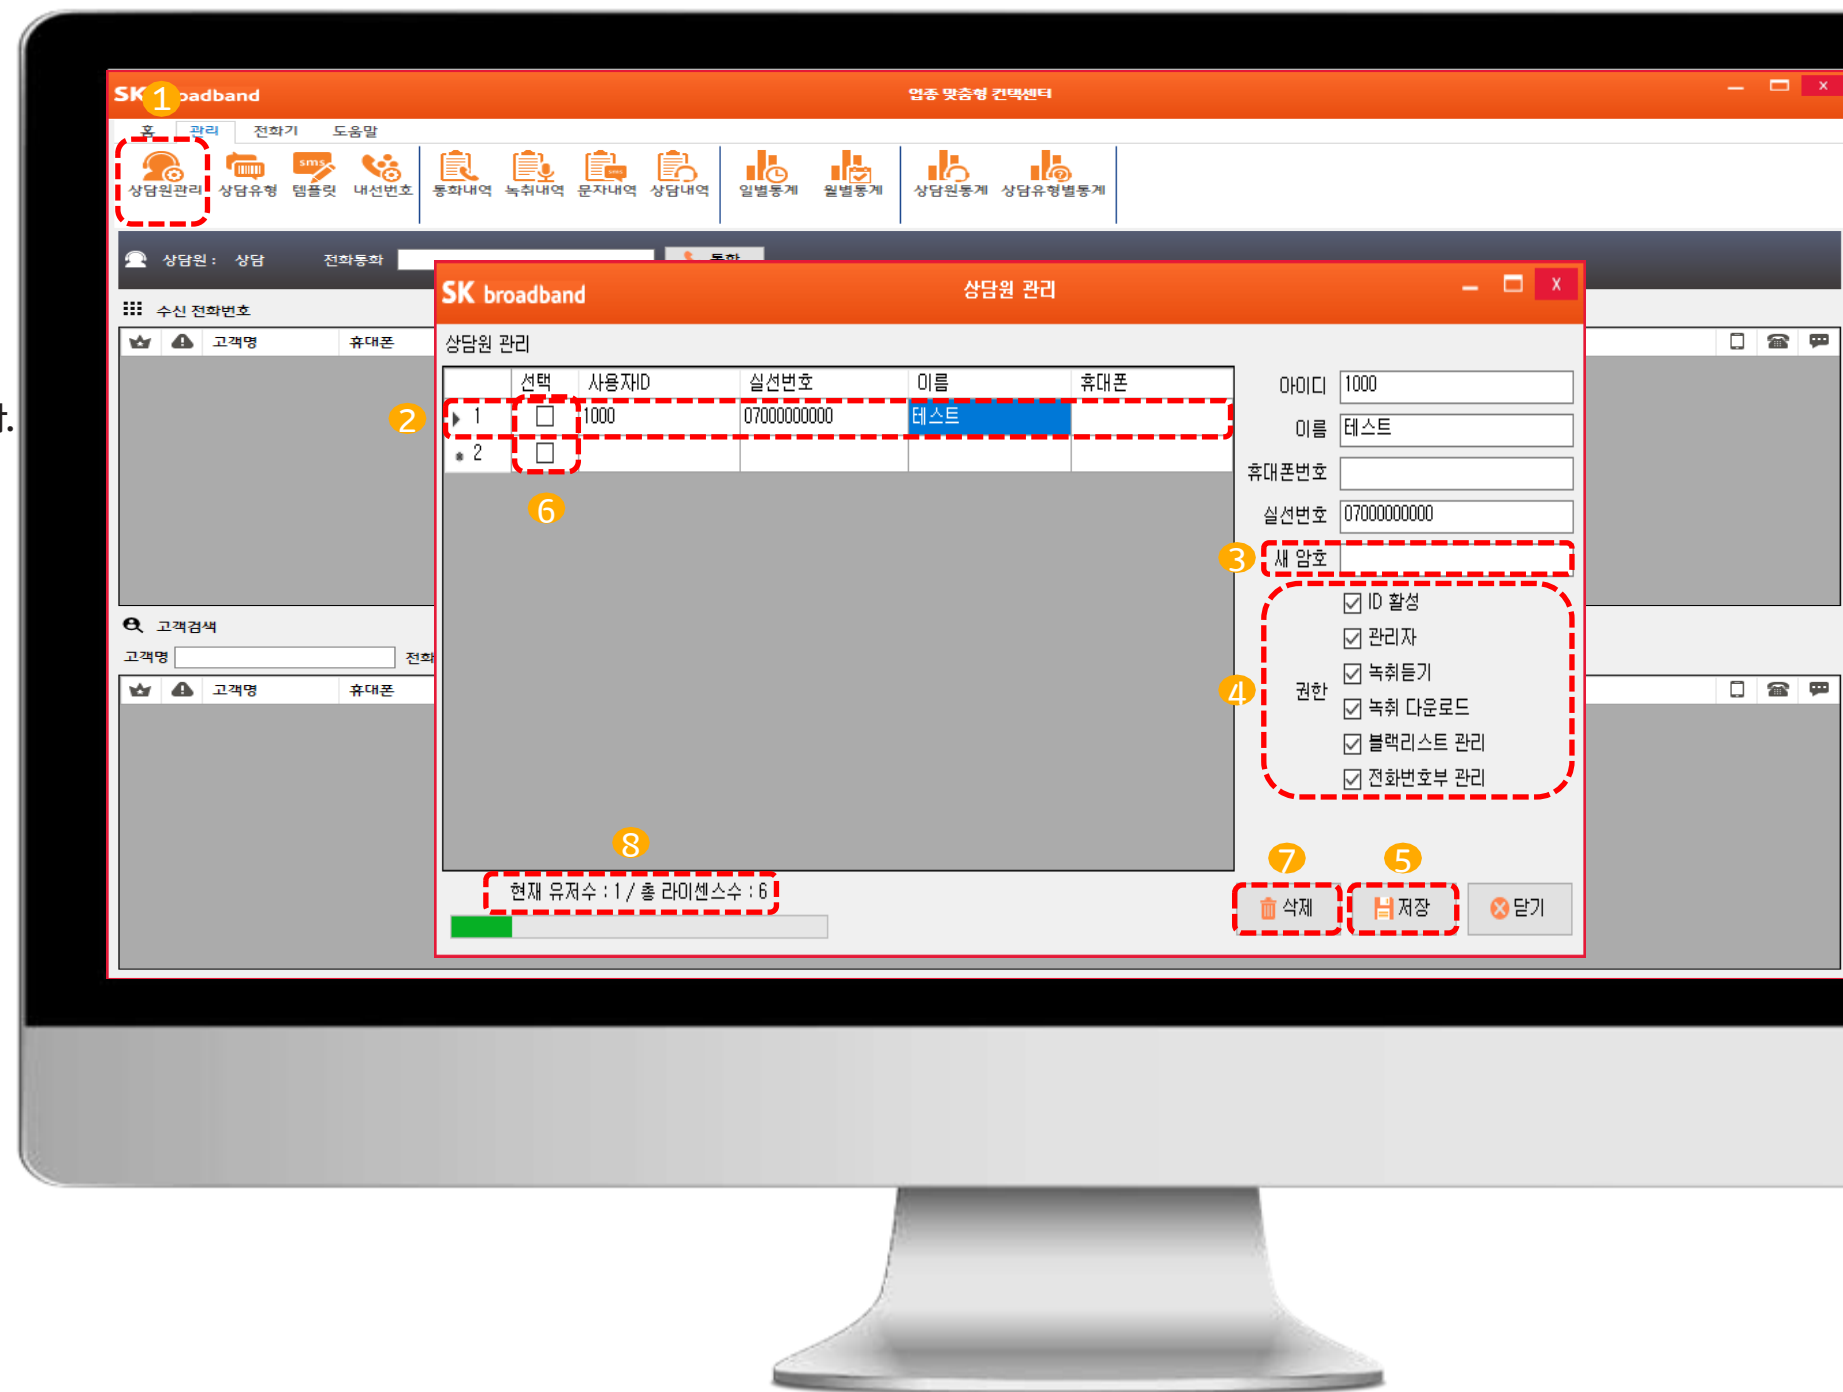 SK broadband 업종 맞춤형 컨택센터 X
1
홈 관리 전화기 도움말
sms
상담원관리 상담유형 템플릿 내선번호 통화내역 녹취내역 문자내역 상담내역 일별통계 월별통계 상담원통계 상담유형별통계
상담원 : 상담 전화통화 통화
SK broadband 상담원 관리 X
수신 전화번호
고객명 휴대폰
상담원 관리
선택 사용자ID 실선번호 이름 휴대폰
2
1 1000 07000000000 테스트
2
6
아이디 1000
이름 테스트
휴대폰번호
실선번호 07000000000
3 새 암호
4 권한
ID 활성
관리자
녹취듣기
녹취 다운로드
블랙리스트 관리
전화번호부 관리
고객검색
고객명 전화
고객명 휴대폰
8
현재 유저수 : 1 / 총 라이센스수 : 6
7 5
삭제 저장 닫기